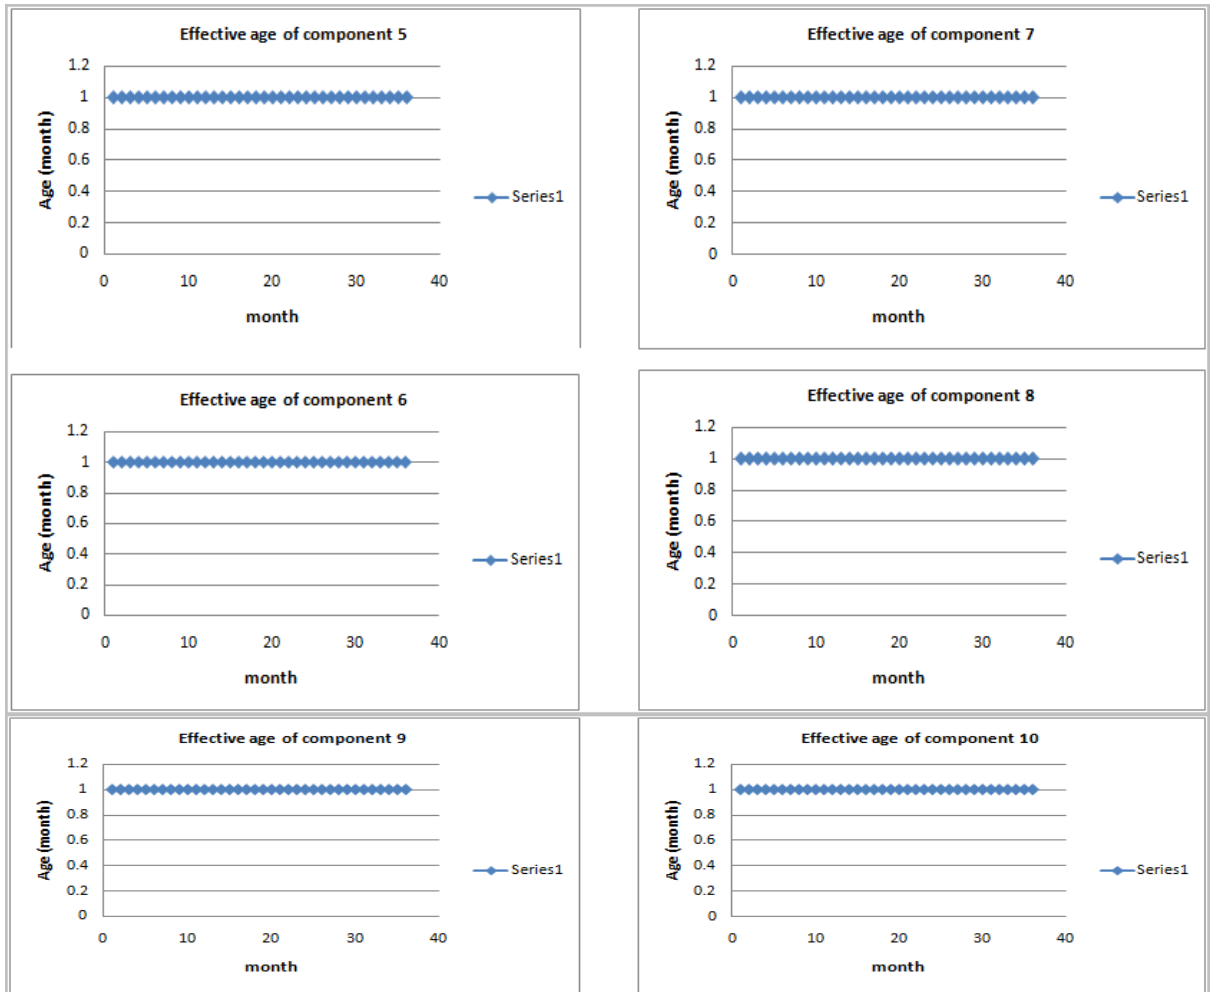 Effective age of component 5
1.2
1
0.8
0.6
0.4
0.2
0
Age (month)
0 10 20 30 40
month
Series1
Effective age of component 7
1.2
1
0.8
0.6
0.4
0.2
0
Age (month)
0 10 20 30 40
month
Series1
Effective age of component 6
1.2
1
0.8
0.6
0.4
0.2
0
Age (month)
0 10 20 30 40
month
Series1
Effective age of component 8
1.2
1
0.8
0.6
0.4
0.2
0
Age (month)
0 10 20 30 40
month
Series1
Effective age of component 9
1.2
1
0.8
0.6
0.4
0.2
0
Age (month)
0 10 20 30 40
month
Series1
Effective age of component 10
1.2
1
0.8
0.6
0.4
0.2
0
Age (month)
0 10 20 30 40
month
Series1